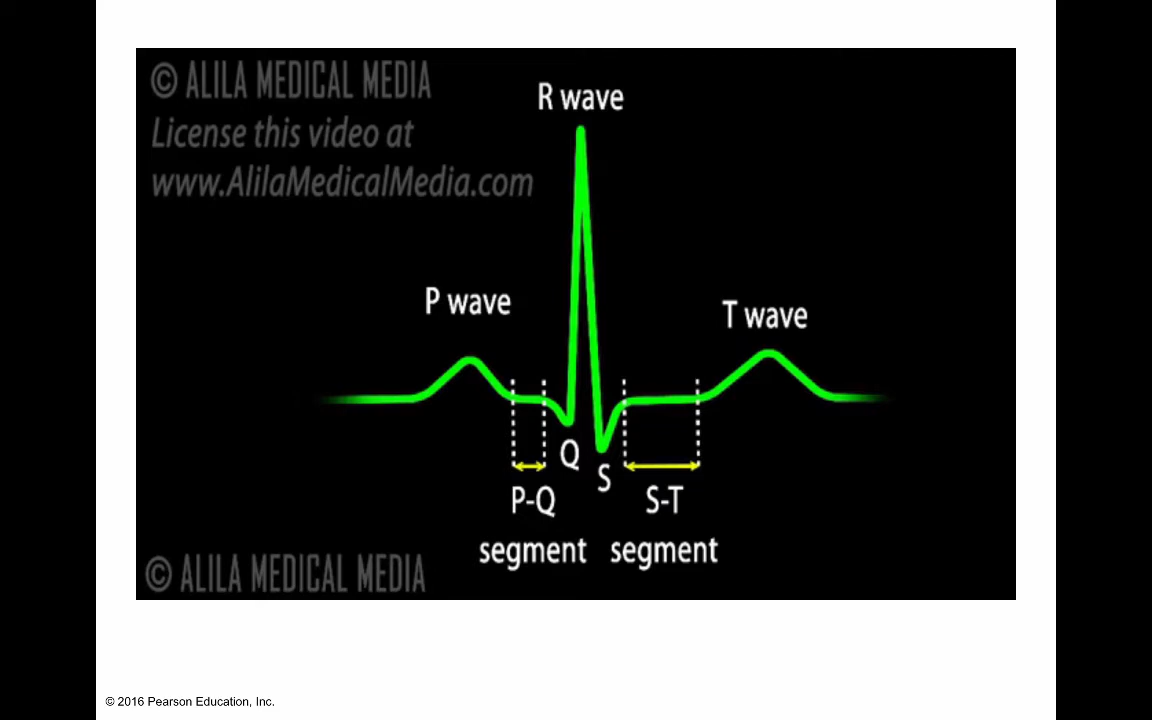 © ALILA MEDICAL MEDIA
License this video at
www.AlilaMedicalMedia.com
R wave
P wave
T wave
Q
S
P-Q
segment
S-T
segment
© ALILA MEDICAL MEDIA
© 2016 Pearson Education, Inc.